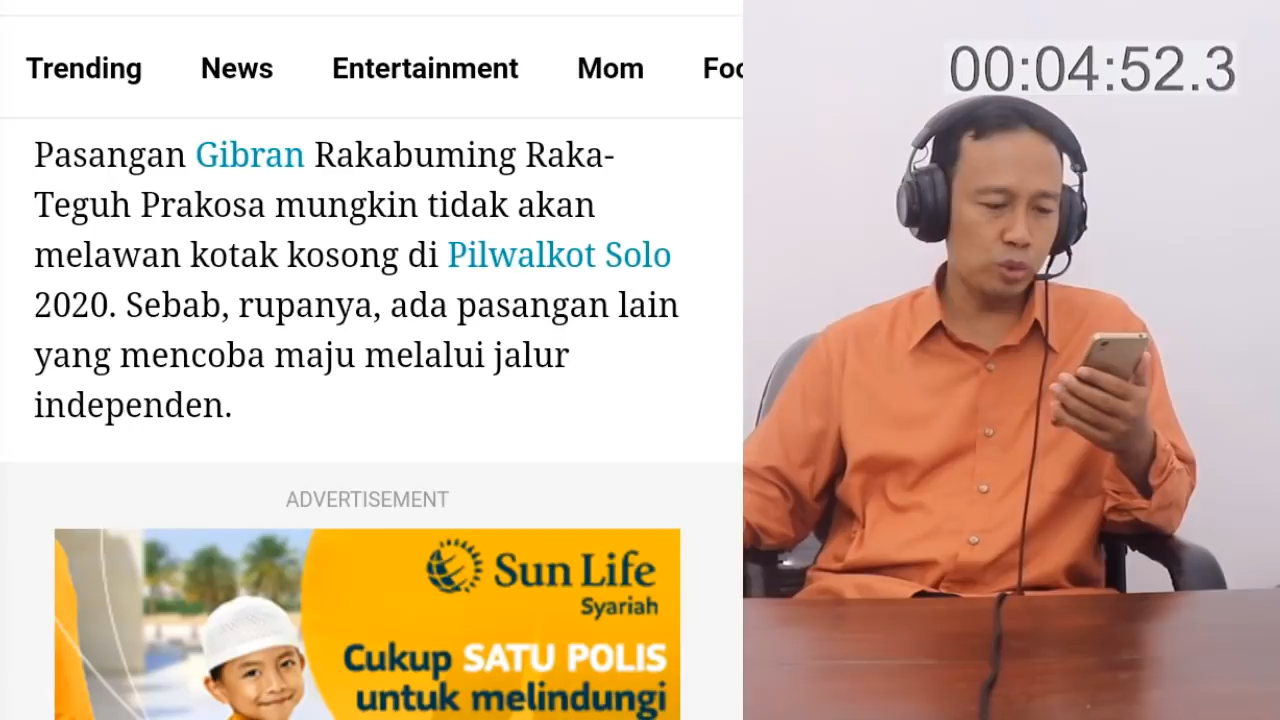 Trending News Entertainment Mom
00:04:52.3
Pasangan Gibran Rakabuming Raka-
Teguh Prakosa mungkin tidak akan
melawan kotak kosong di Pilwalkot Solo
2020. Sebab, rupanya, ada pasangan lain
yang mencoba maju melalui jalur
independen.
ADVERTISEMENT
Sun Life
Syariah
Cukup SATU POLIS
untuk melindungi